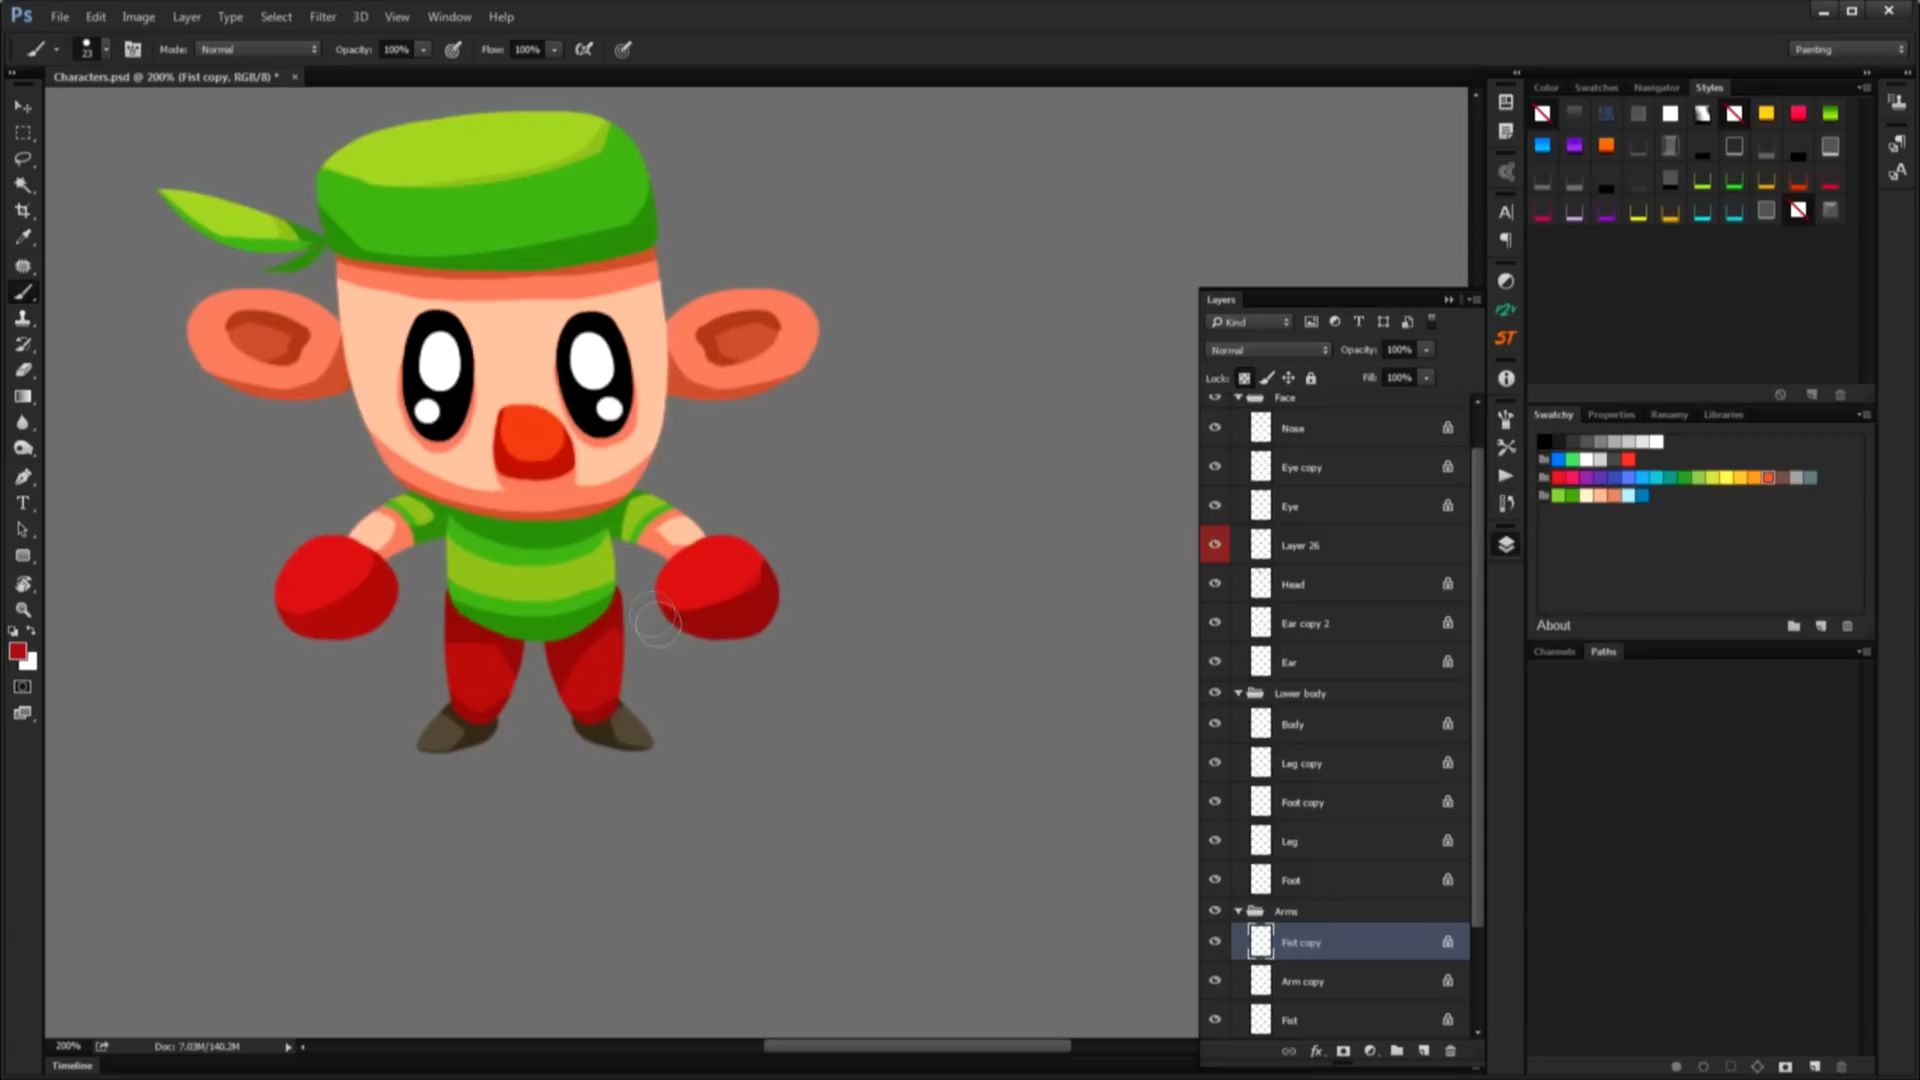 Ps File Edit Image Layer Type Select Filter 3D View Window Help
23 Mode: Normal Opacity: 100% Flow: 100% Painting
Characters.psd @ 200% (Fist copy, RGB/8) * ×
Color Swatches Navigator Styles
Layers
Kind
Normal Opacity: 100%
Lock: Fill: 100%
Face
Nose
Eye copy
Eye
Layer 26
Head
Ear copy 2
Ear
Lower body
Body
Leg copy
Foot copy
Leg
Foot
Arms
Fist copy
Arm copy
Fist
ST
Swatchy Properties Renamy Libraries
About
Channels Paths
200% Doc: 7.03M/140.2M
Timeline